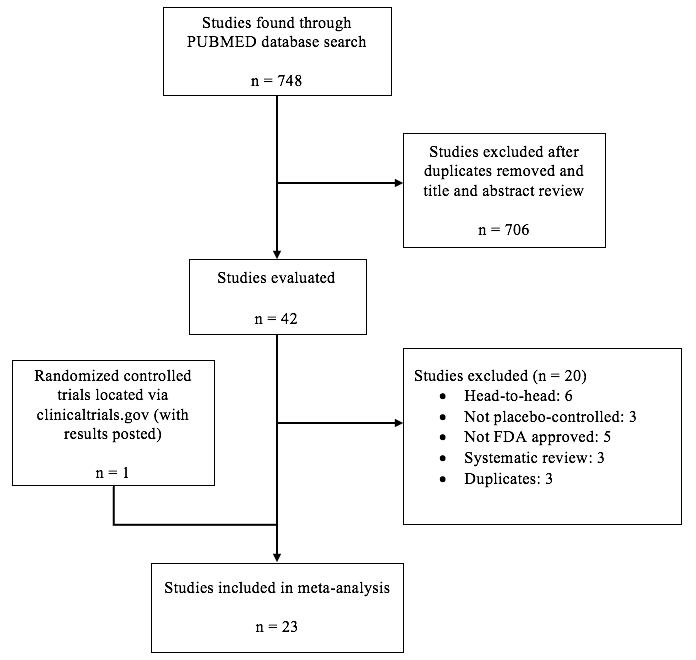 Studies found through
PUBMED database search
n = 748
Studies excluded after
duplicates removed and
title and abstract review
n = 706
Studies evaluated
n = 42
Randomized controlled
trials located via
clinicaltrials.gov (with
results posted)
n = 1
Studies excluded (n = 20)
• Head-to-head: 6
• Not placebo-controlled: 3
• Not FDA approved: 5
• Systematic review: 3
• Duplicates: 3
Studies included in meta-analysis
n = 23